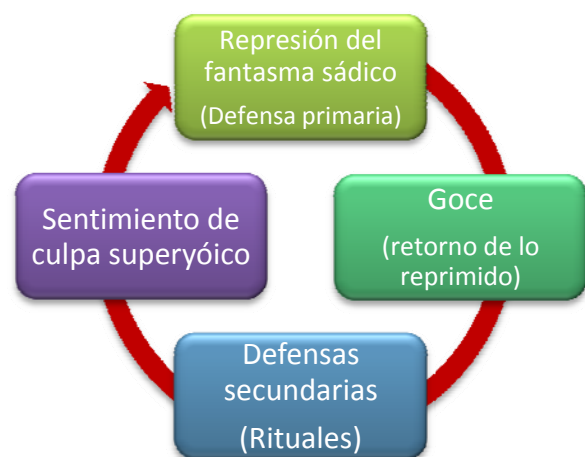 Represión del
fantasma sádico
(Defensa primaria)
Goce
(retorno de lo
reprimido)
Defensas
secundarias
(Rituales)
Sentimiento de
culpa superyóico